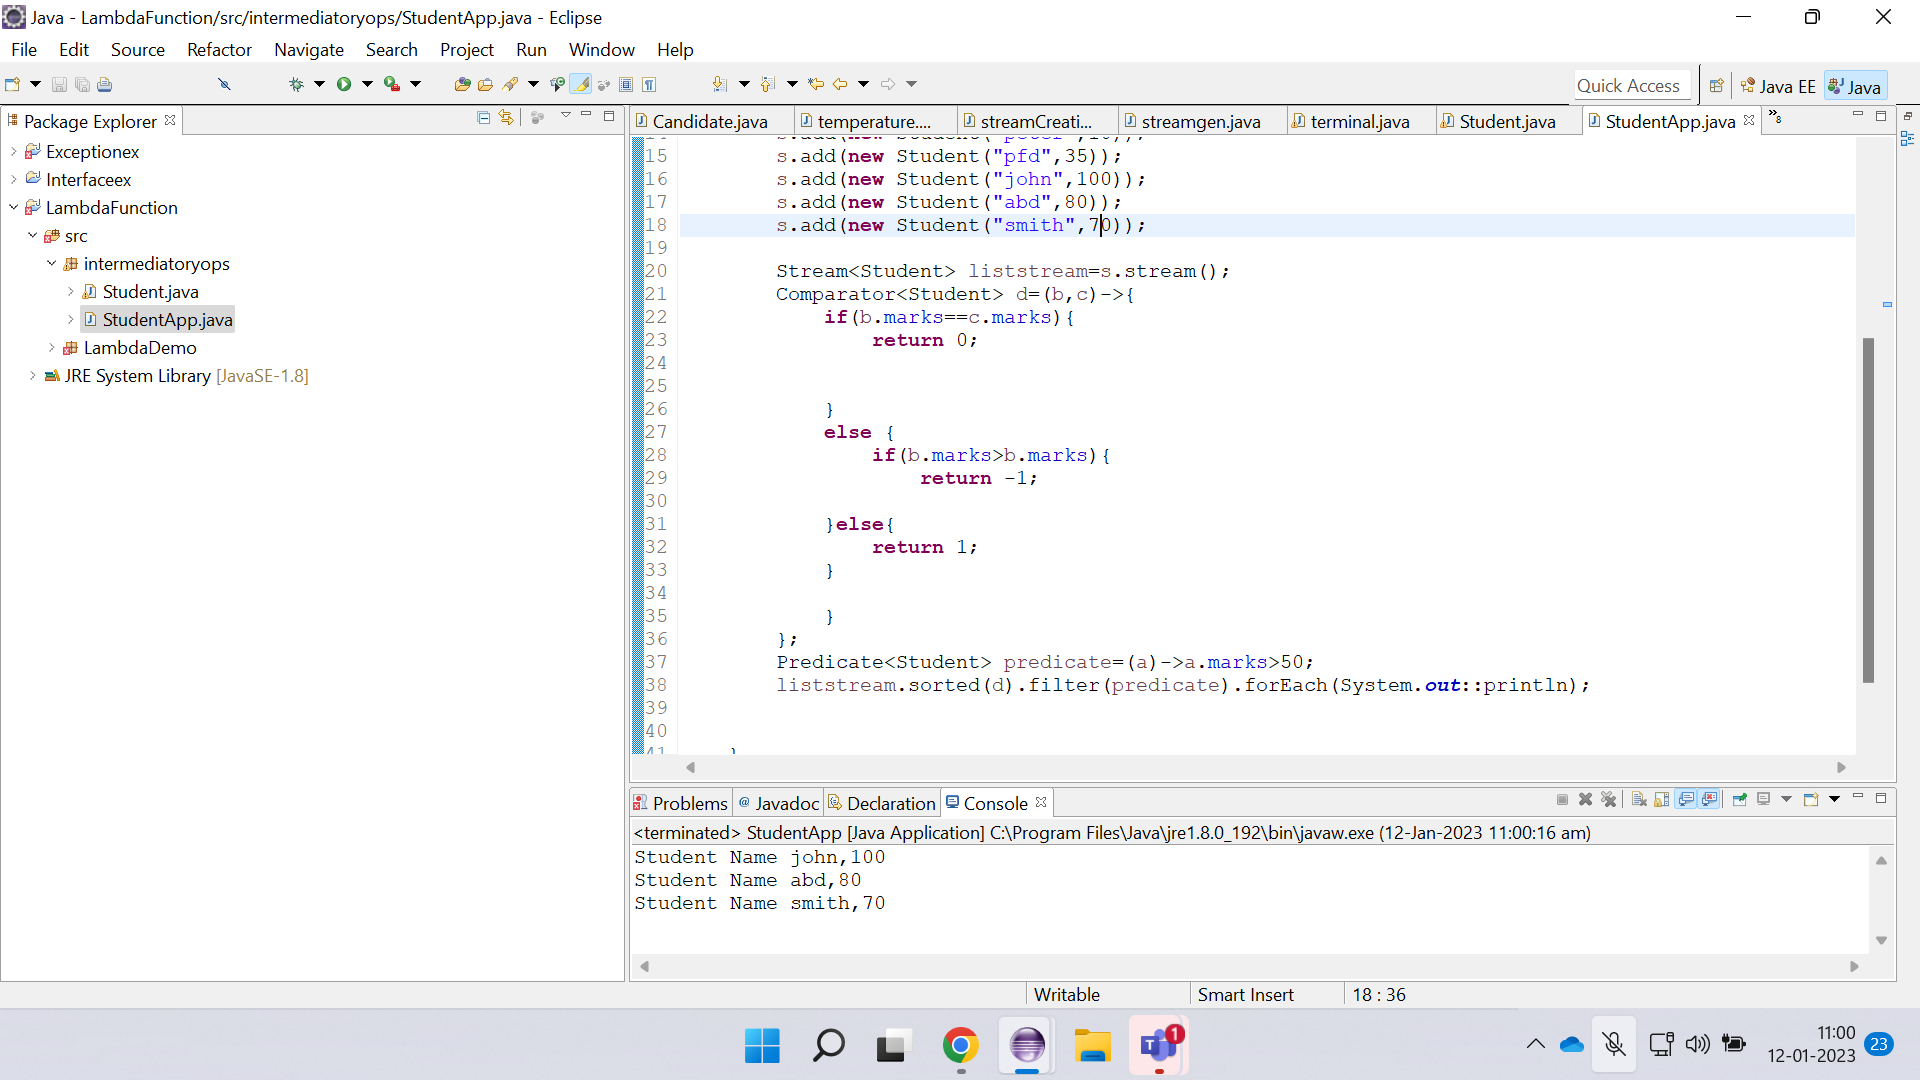 Java - LambdaFunction/src/intermediatoryops/StudentApp.java - Eclipse
File Edit Source Refactor Navigate Search Project Run Window Help
Quick Access Java EE Java
Package Explorer
Exceptionex
Interfaceex
LambdaFunction
src
intermediatoryops
Student.java
StudentApp.java
LambdaDemo
JRE System Library [JavaSE-1.8]
Candidate.java temperature.... streamCreati... streamgen.java terminal.java Student.java StudentApp.java »8
15 s.add(new Student("pfd",35));
16 s.add(new Student("john",100));
17 s.add(new Student("abd",80));
18 s.add(new Student("smith",70));
19
20 Stream<Student> liststream=s.stream();
21 Comparator<Student> d=(b,c)->{
22 if(b.marks==c.marks){
23 return 0;
24
25
26 }
27 else {
28 if(b.marks>b.marks){
29 return -1;
30
31 }else{
32 return 1;
33 }
34
35 }
36 };
37 Predicate<Student> predicate=(a)->a.marks>50;
38 liststream.sorted(d).filter(predicate).forEach(System.out::println);
39
40
41 }
Problems @ Javadoc Declaration Console
<terminated> StudentApp [Java Application] C:\Program Files\Java\jre1.8.0_192\bin\javaw.exe (12-Jan-2023 11:00:16 am)
Student Name john,100
Student Name abd,80
Student Name smith,70
Writable Smart Insert 18 : 36
1
11:00
12-01-2023
23